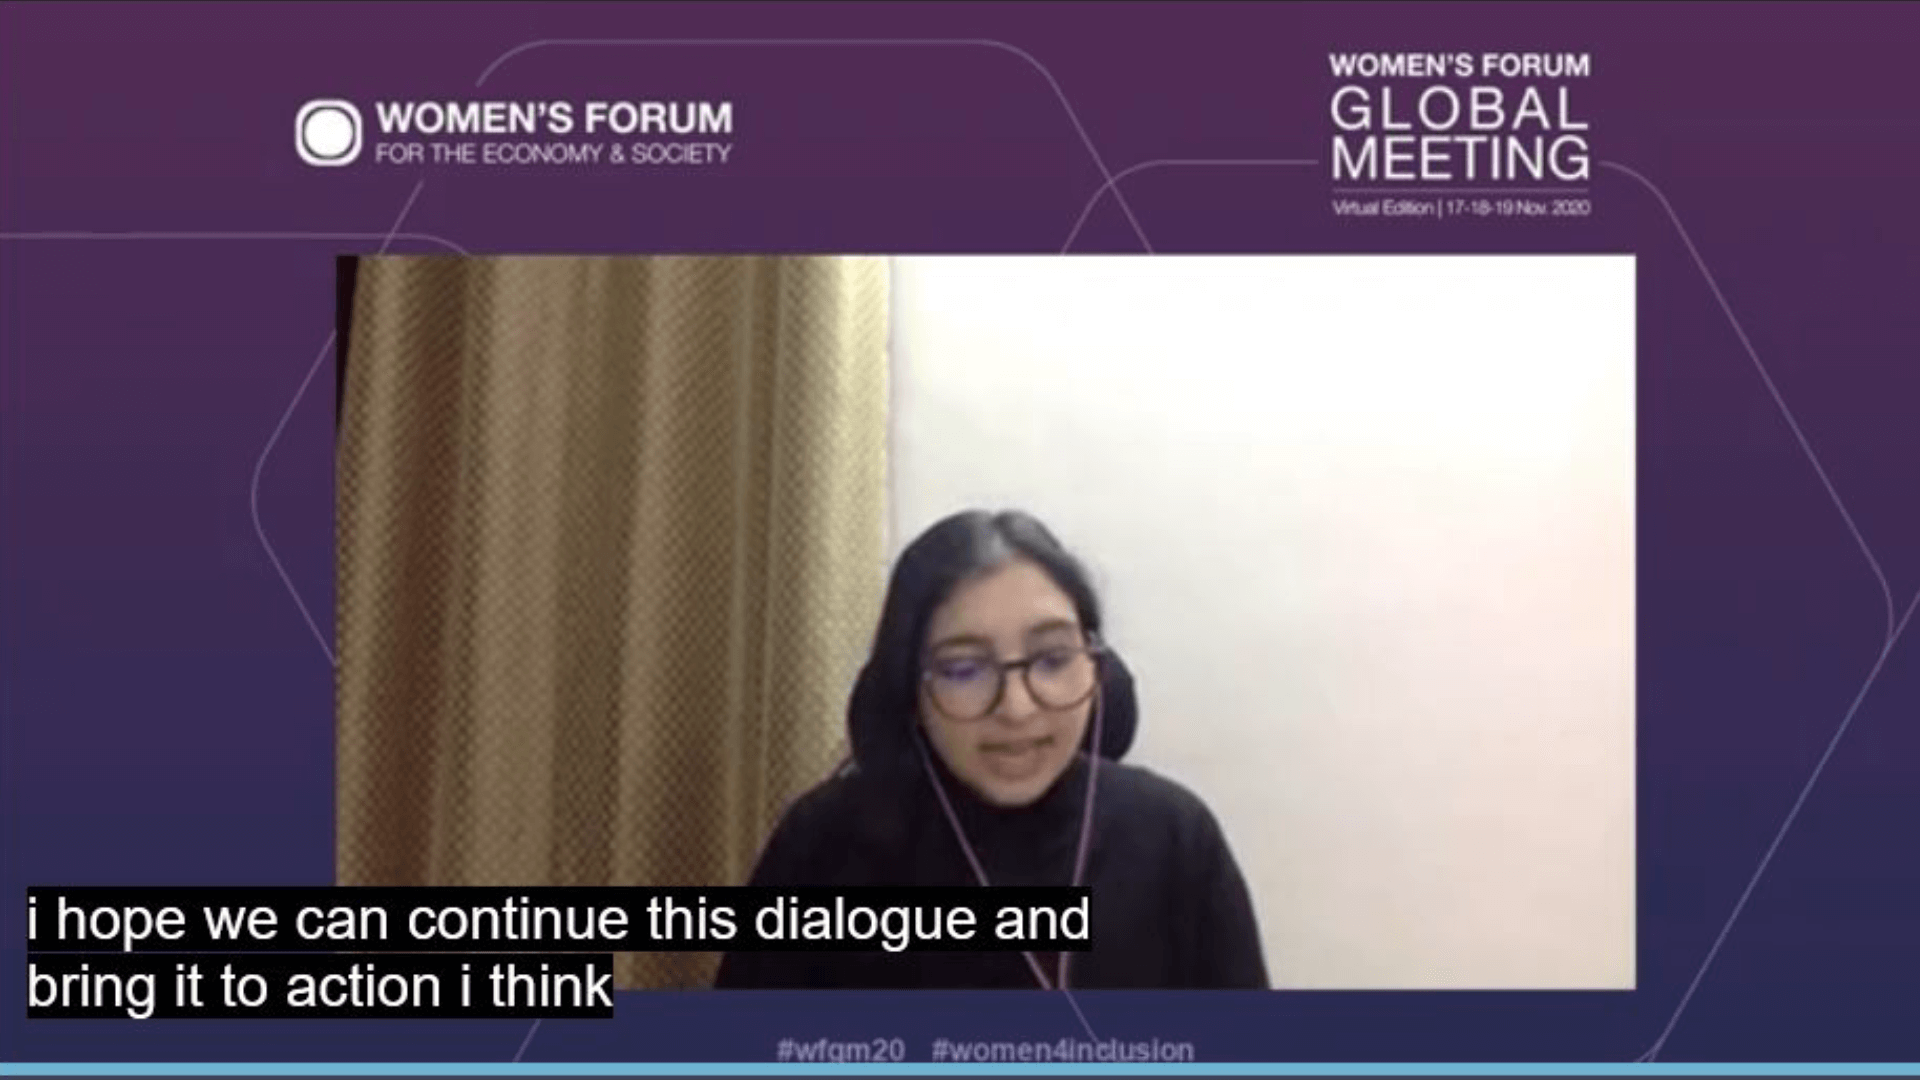 WOMEN'S FORUM
FOR THE ECONOMY & SOCIETY
WOMEN'S FORUM
GLOBAL
MEETING
Virtual Edition | 17-18-19 Nov. 2020
i hope we can continue this dialogue and
bring it to action i think
#wfgm20 #women4inclusion